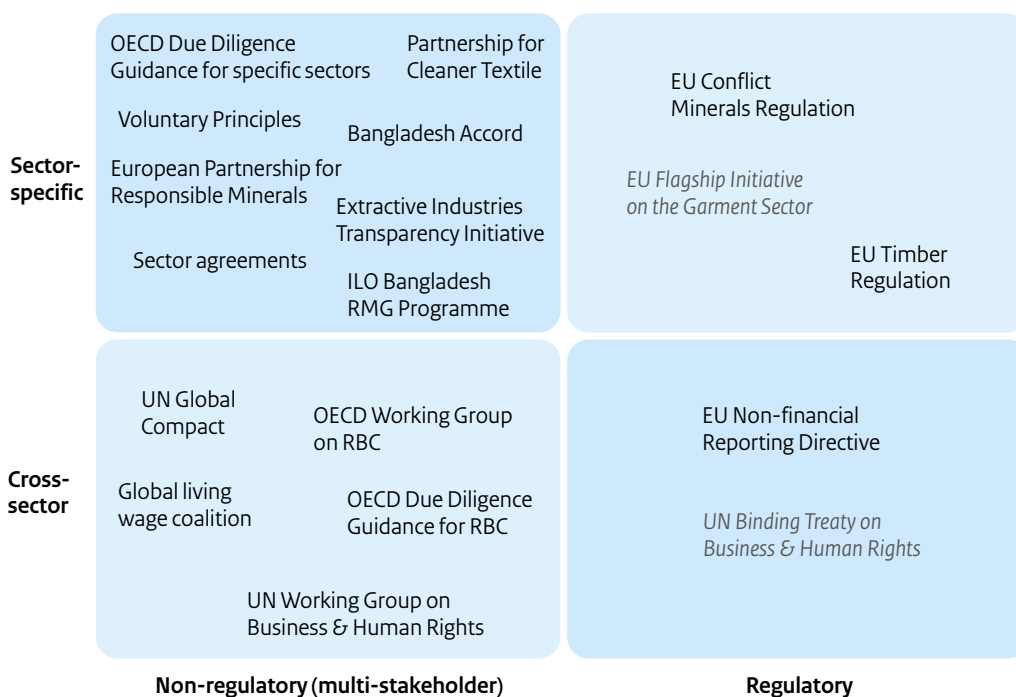 OECD Due Diligence
Guidance for specific sectors
Partnership for
Cleaner Textile
Voluntary Principles
Bangladesh Accord
European Partnership for
Responsible Minerals
Extractive Industries
Transparency Initiative
Sector agreements
ILO Bangladesh
RMG Programme
EU Conflict
Minerals Regulation
EU Flagship Initiative
on the Garment Sector
EU Timber
Regulation
Sector-
specific
UN Global
Compact
OECD Working Group
on RBC
Global living
wage coalition
OECD Due Diligence
Guidance for RBC
UN Working Group on
Business & Human Rights
EU Non-financial
Reporting Directive
UN Binding Treaty on
Business & Human Rights
Cross-
sector
Non-regulatory (multi-stakeholder)
Regulatory